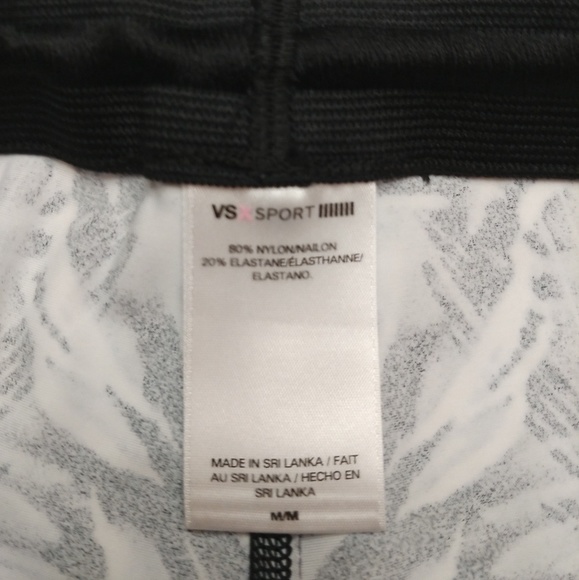 VSX SPORT
80% NYLON/NAILON
20% ELASTANE/ÉLASTHANNE/
ELASTANO.
MADE IN SRI LANKA / FAIT
AU SRI LANKA / HECHO EN
SRI LANKA
M/M